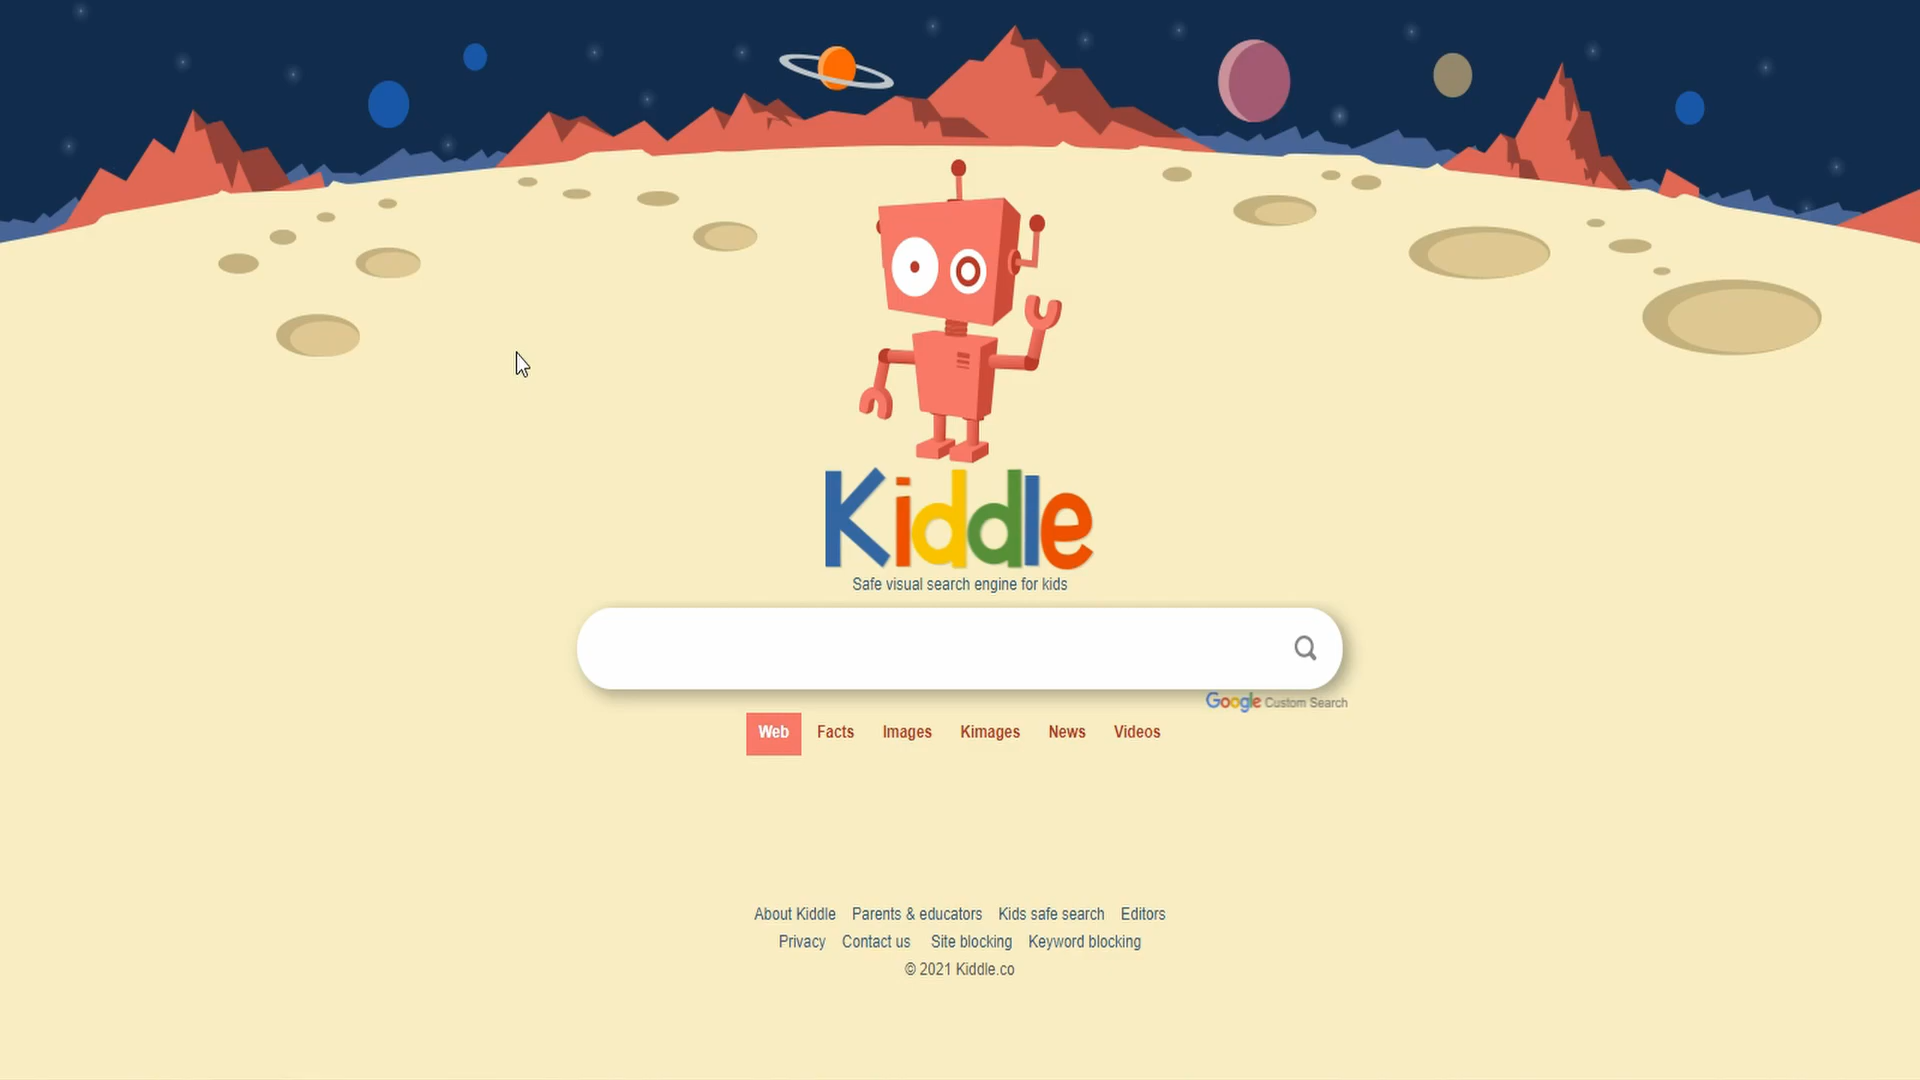 Kiddle
Safe visual search engine for kids
Google Custom Search
Web Facts Images Kimages News Videos
About Kiddle Parents & educators Kids safe search Editors
Privacy Contact us Site blocking Keyword blocking
© 2021 Kiddle.co